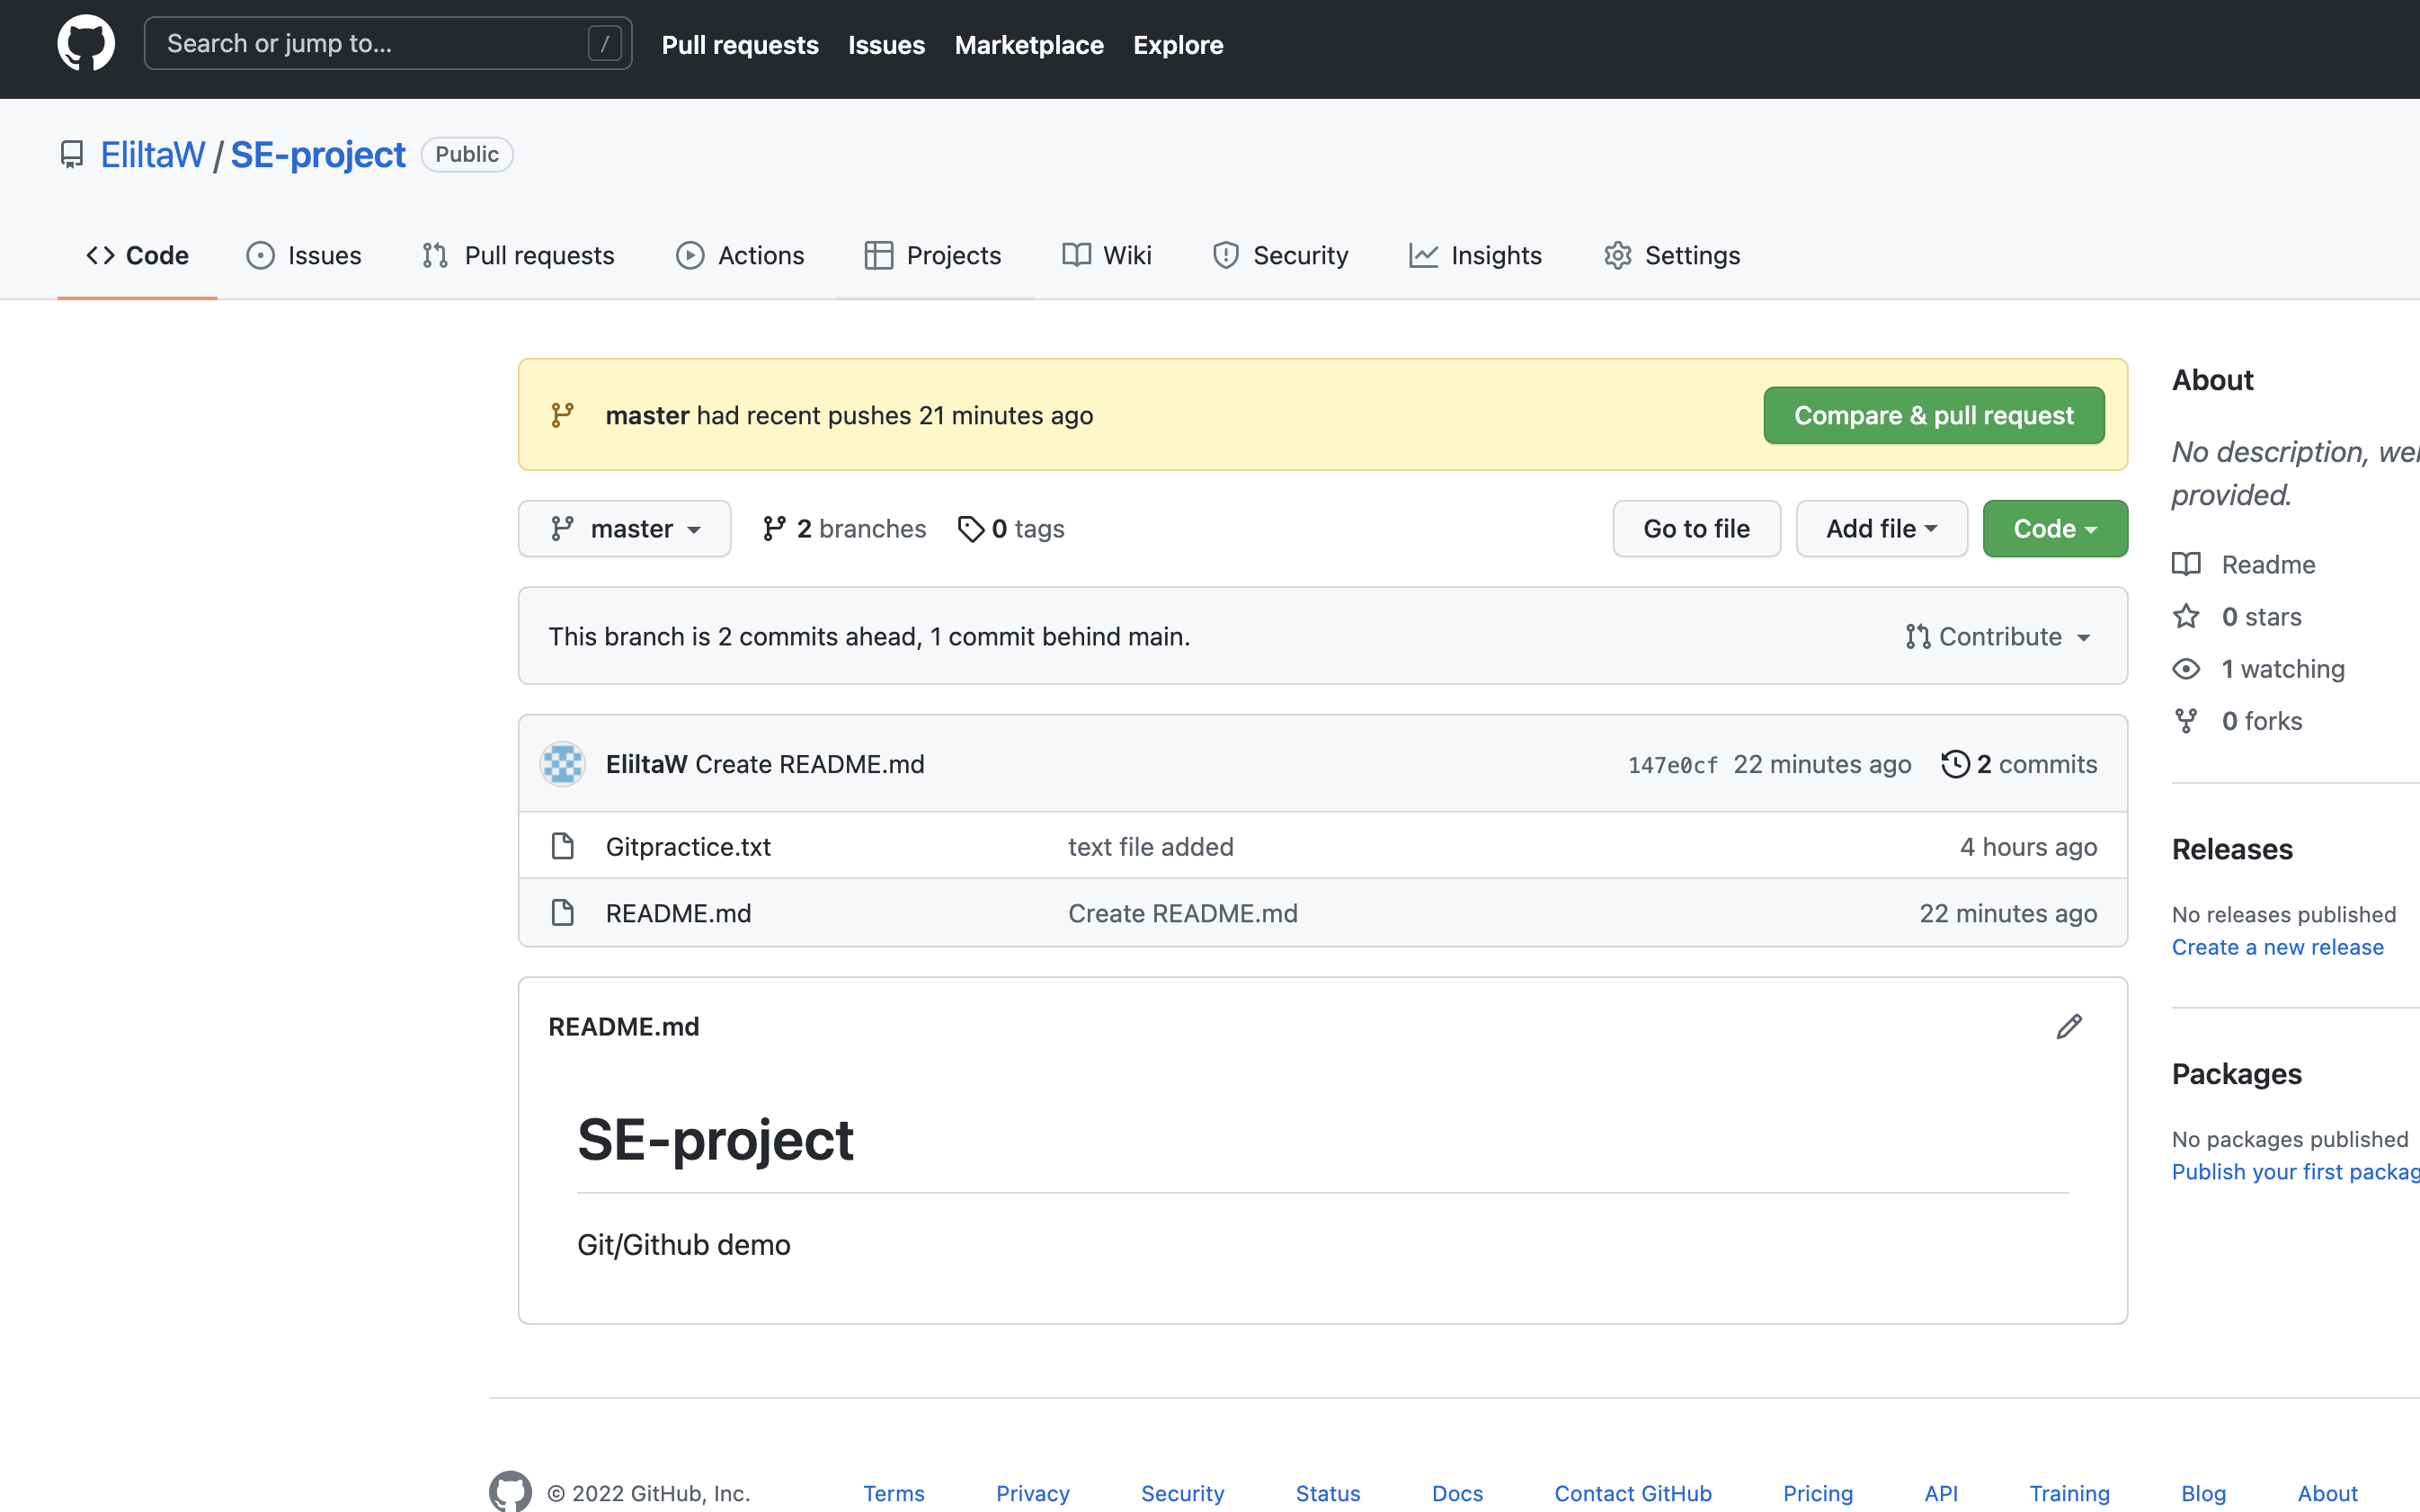 Search or jump to... /
Pull requests Issues Marketplace Explore
EliltaW / SE-project Public
Code Issues Pull requests Actions Projects Wiki Security Insights Settings
master had recent pushes 21 minutes ago Compare & pull request
master 2 branches 0 tags Go to file Add file Code
This branch is 2 commits ahead, 1 commit behind main. Contribute
EliltaW Create README.md 147e0cf 22 minutes ago 2 commits
Gitpractice.txt text file added 4 hours ago
README.md Create README.md 22 minutes ago
README.md
SE-project
Git/Github demo
About
No description,
provided.
Readme
0 stars
1 watching
0 forks
Releases
No releases published
Create a new release
Packages
No packages published
Publish your first
© 2022 GitHub, Inc. Terms Privacy Security Status Docs Contact GitHub Pricing API Training Blog About